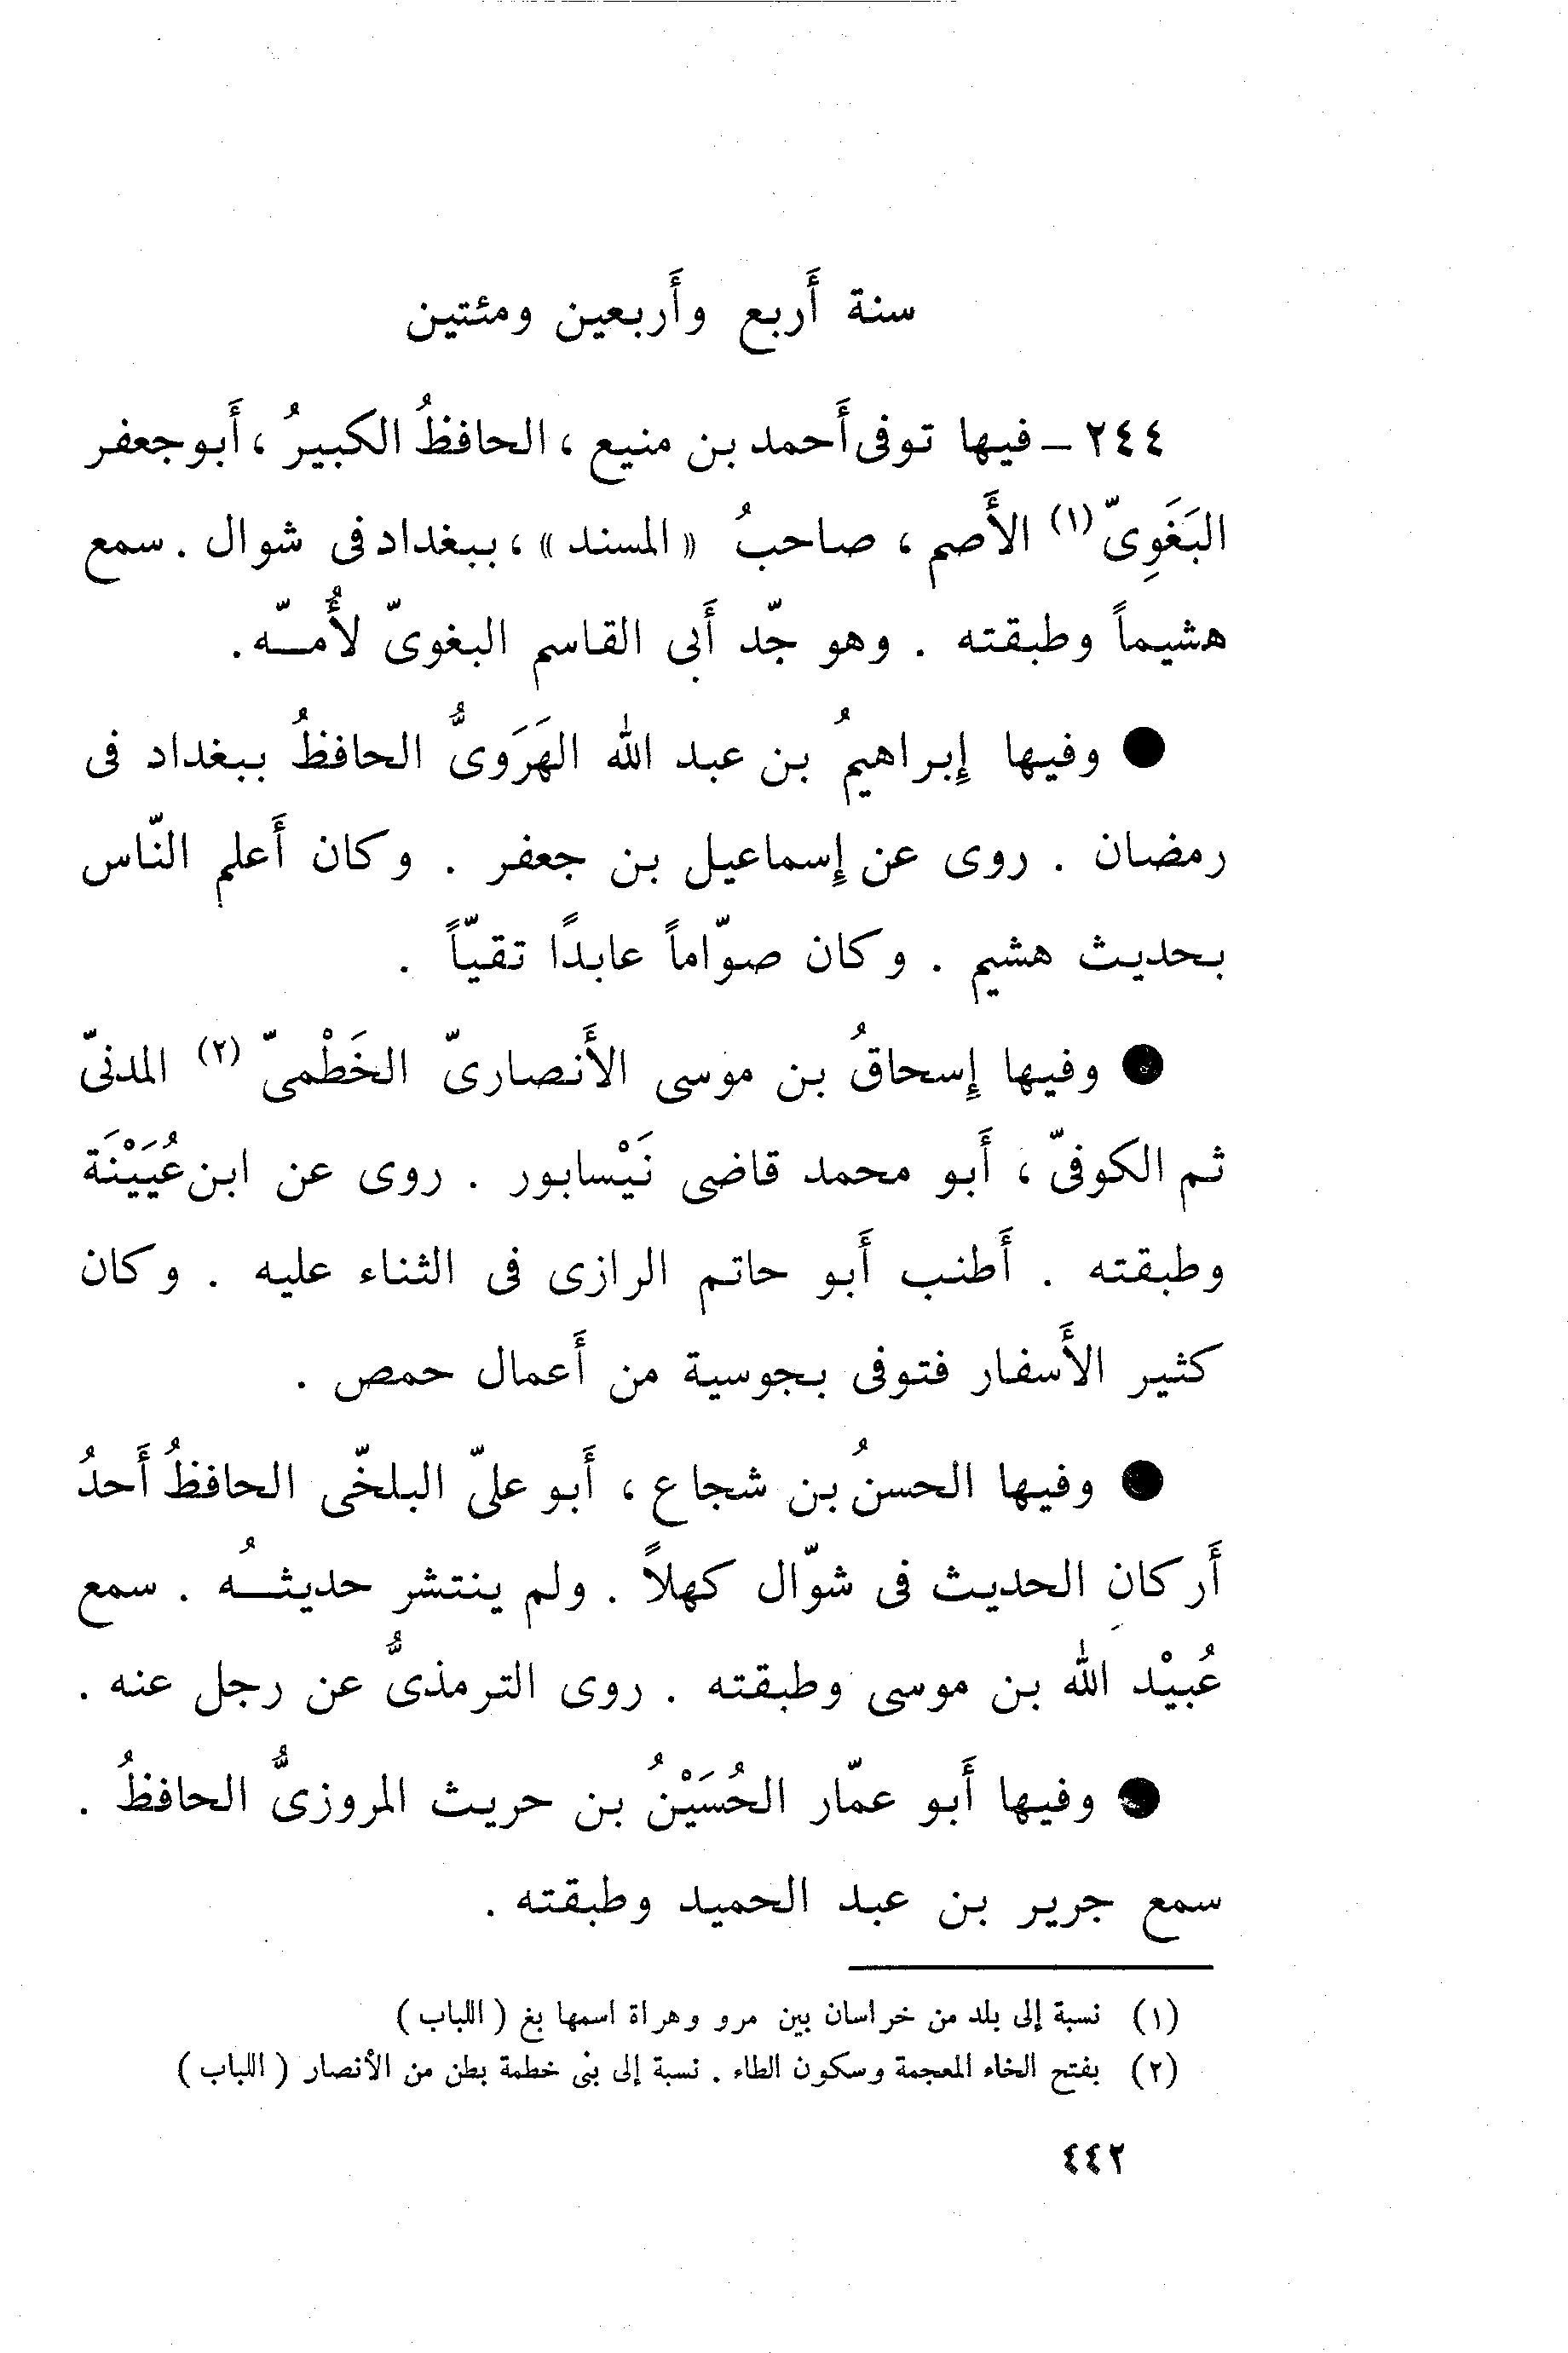 سنة أَربع وأَربعين ومئتين
٢٤٤ – فيها توفى أَحمد بن منيع ، الحافظُ الكبيرُ ، أَبو جعفر
البَغَوِىّ (١) الأَصم ، صاحبُ « المسند » ، ببغداد فى شوال . سمع
هشيماً وطبقته . وهو جّد أَبى القاسم البغوىّ لأُمــّه .
● وفيها إِبراهيمُ بن عبد الله الهَرَوىُّ الحافظُ ببغداد فى
رمضان . روى عن إِسماعيل بن جعفر . وكان أَعلم النّاس
بحديث هشيم . وكان صوّاماً عابدًا تقيّاً .
● وفيها إِسحاقُ بن موسى الأَنصارىّ الخَطْمىّ (٢) المدنىّ
ثم الكوفىّ ، أَبو محمد قاضى نَيْسابور . روى عن ابن عُيَيْنَة
وطبقته . أَطنب أَبو حاتم الرازى فى الثناء عليه . وكان
كثير الأَسفار فتوفى بجوسية من أَعمال حمص .
● وفيها الحسنُ بن شجاع ، أَبو علىّ البلخّى الحافظُ أَحدُ
أَركانِ الحديث فى شوّال كهلاً . ولم ينتشر حديثــهُ . سمع
عُبيْد الله بن موسى وطبقته . روى الترمذىُّ عن رجل عنه .
● وفيها أَبو عمّار الحُسَيْنُ بن حريث المروزىُّ الحافظُ .
سمع جرير بن عبد الحميد وطبقته .
(١) نسبة إلى بلد من خراسان بين مرو وهراة اسمها بغ ( اللباب )
(٢) بفتح الخاء المعجمة وسكون الطاء . نسبة إلى بنى خطمة بطن من الأنصار ( اللباب )
٤٤٢